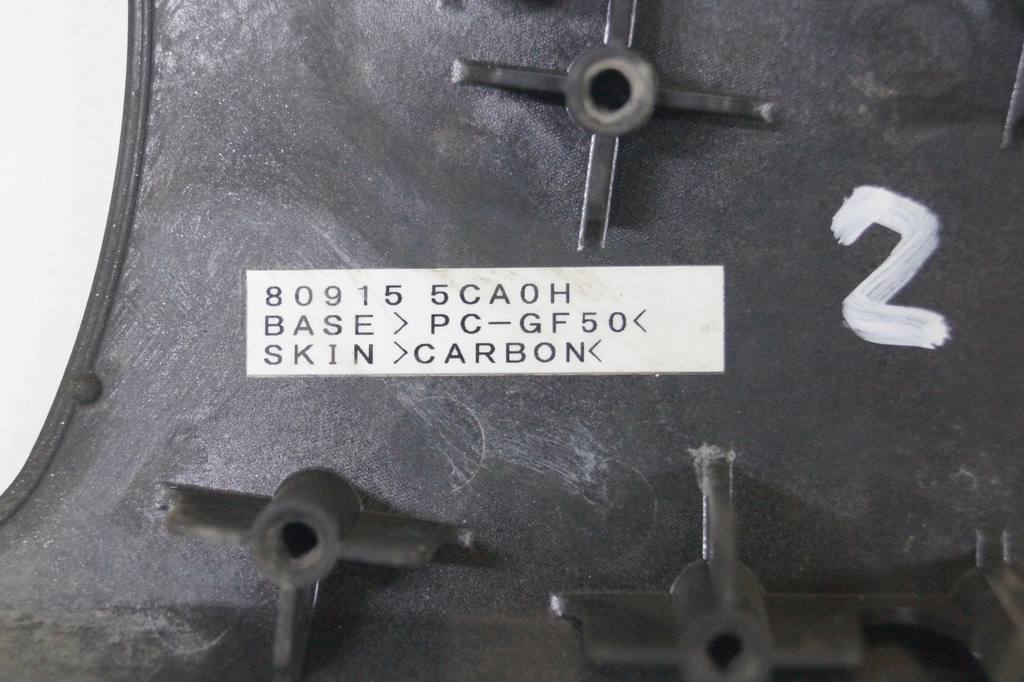 80915 5CA0H
BASE > PC-GF50<
SKIN >CARBON<
2